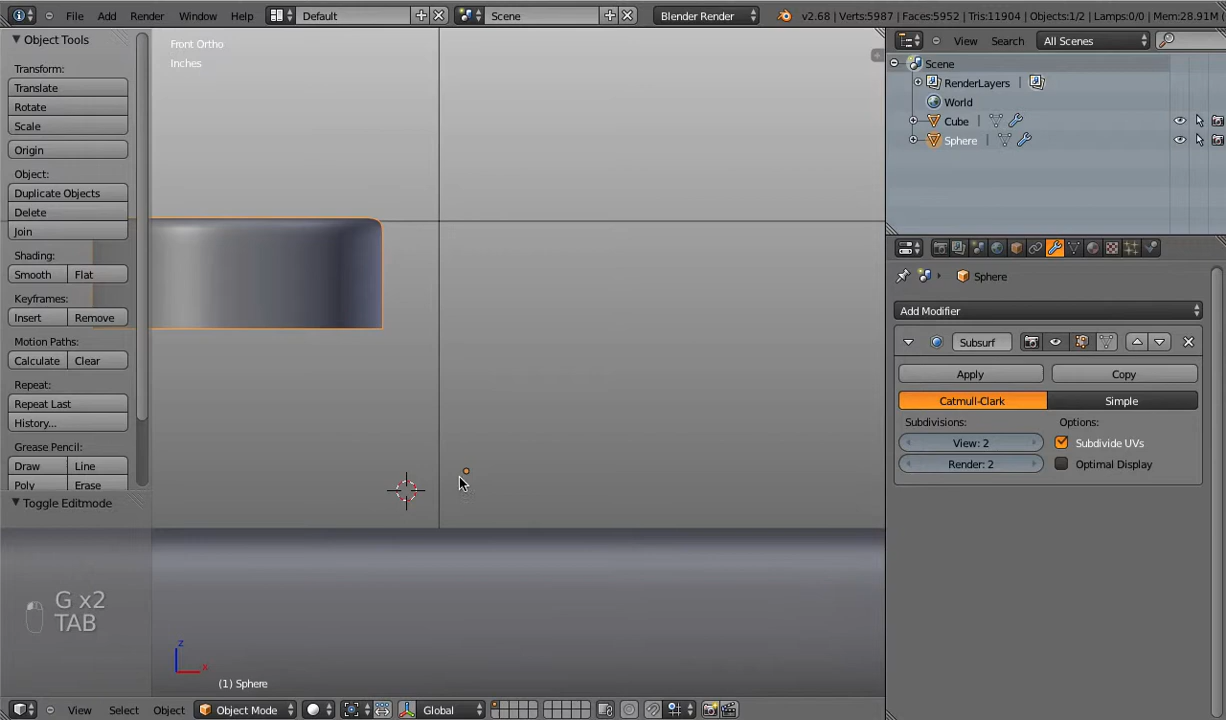 File Add Render Window Help Default Scene Blender Render v2.68 | Verts:5987 | Faces:5952 | Tris:11904 | Objects:1/2 | Lamps:0/0 | Mem:28.91M
Object Tools
Transform:
Translate
Rotate
Scale
Origin
Object:
Duplicate Objects
Delete
Join
Shading:
Smooth Flat
Keyframes:
Insert Remove
Motion Paths:
Calculate Clear
Repeat:
Repeat Last
History...
Grease Pencil:
Draw Line
Poly Erase
Toggle Editmode
Front Ortho
Inches
G x2
TAB
z
x
(1) Sphere
View Select Object Object Mode Global
View Search All Scenes
Scene
RenderLayers
World
Cube
Sphere
Sphere
Add Modifier
Subsurf
Apply Copy
Catmull-Clark Simple
Subdivisions: Options:
View: 2 Subdivide UVs
Render: 2 Optimal Display